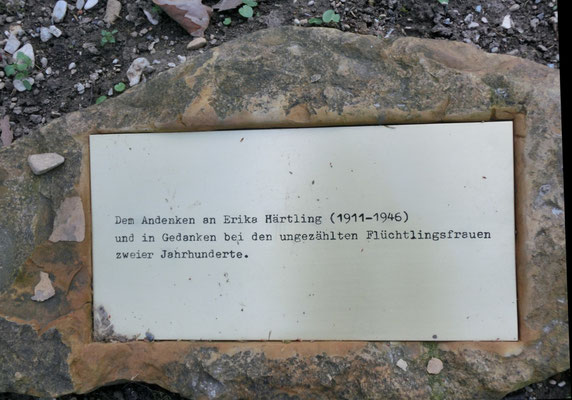 Dem Andenken an Erika Härtling (1911-1946)
und in Gedanken bei den ungezählten Flüchtlingsfrauen
zweier Jahrhunderte.